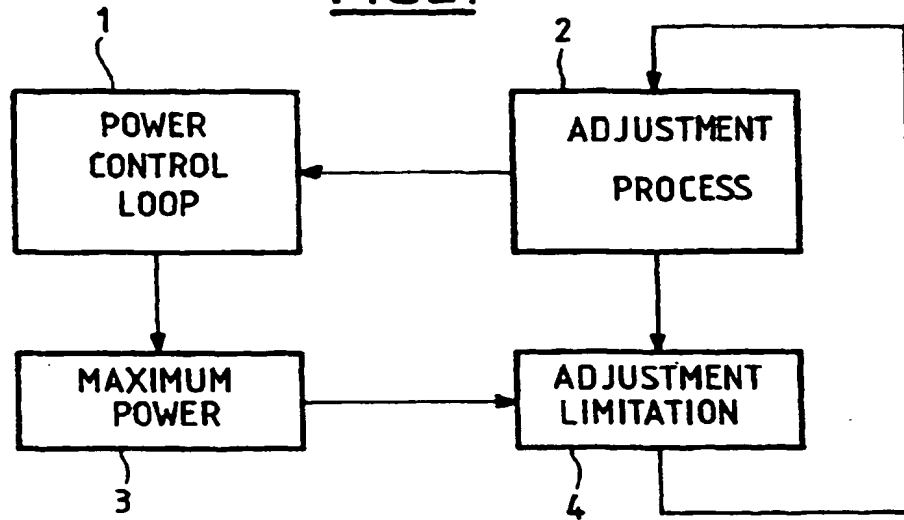 1
2
POWER
CONTROL
LOOP
ADJUSTMENT
PROCESS
MAXIMUM
POWER
ADJUSTMENT
LIMITATION
3
4